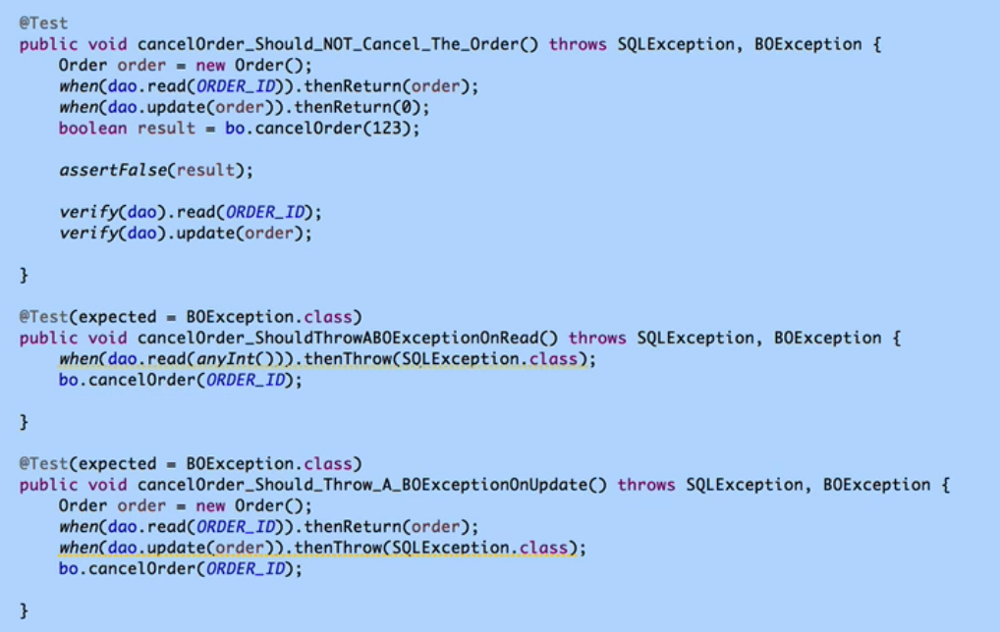 @Test
public void cancelOrder_Should_NOT_Cancel_The_Order() throws SQLException, BOException {
    Order order = new Order();
    when(dao.read(ORDER_ID)).thenReturn(order);
    when(dao.update(order)).thenReturn(0);
    boolean result = bo.cancelOrder(123);

    assertFalse(result);

    verify(dao).read(ORDER_ID);
    verify(dao).update(order);

}

@Test(expected = BOException.class)
public void cancelOrder_ShouldThrowABOExceptionOnRead() throws SQLException, BOException {
    when(dao.read(anyInt())).thenThrow(SQLException.class);
    bo.cancelOrder(ORDER_ID);

}

@Test(expected = BOException.class)
public void cancelOrder_Should_Throw_A_BOExceptionOnUpdate() throws SQLException, BOException {
    Order order = new Order();
    when(dao.read(ORDER_ID)).thenReturn(order);
    when(dao.update(order)).thenThrow(SQLException.class);
    bo.cancelOrder(ORDER_ID);

}